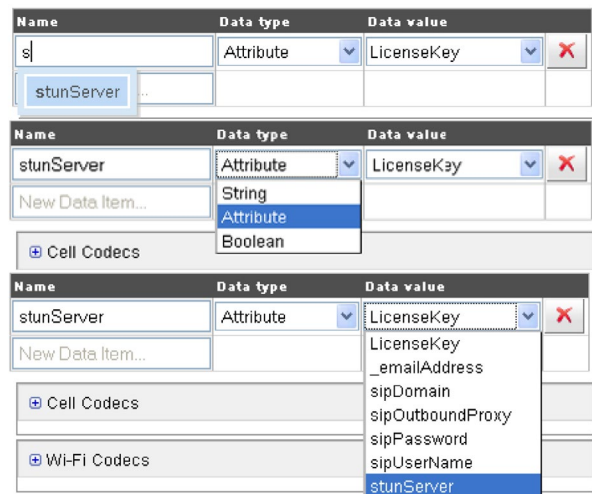 Name Data type Data value
s Attribute LicenseKey
stunServer ...
Name Data type Data value
stunServer Attribute LicenseKey
New Data Item... String
Attribute
Boolean
Cell Codecs
Name Data type Data value
stunServer Attribute LicenseKey
New Data Item... LicenseKey
_emailAddress
Cell Codecs sipDomain
sipOutboundProxy
sipPassword
Wi-Fi Codecs sipUserName
stunServer